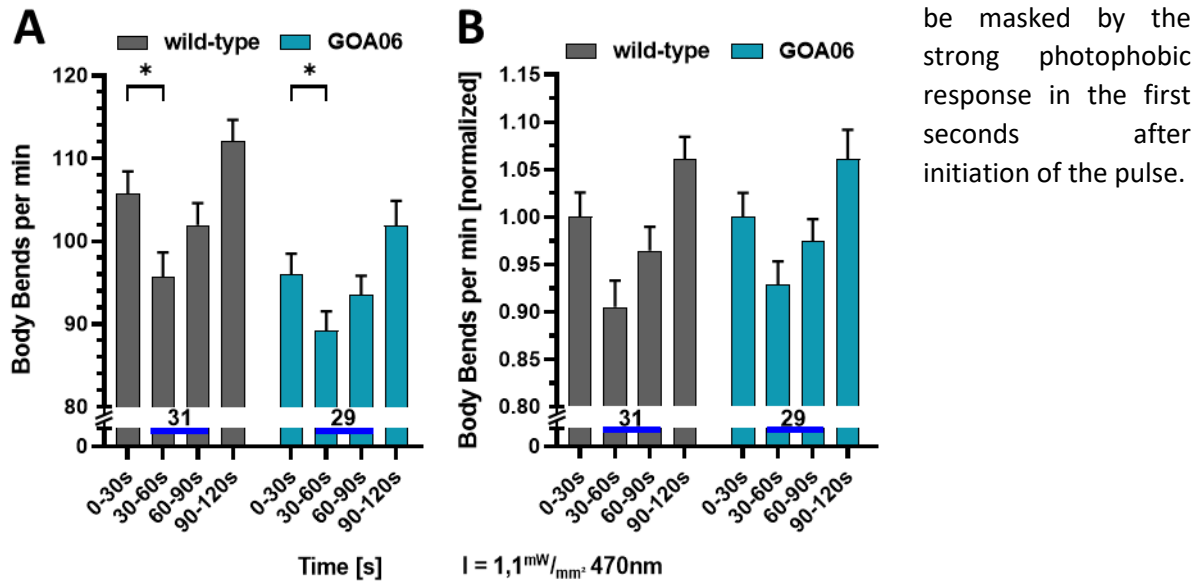 A
wild-type GOA06
* *
Body Bends per min
120
110
100
90
80
0
31 29
0-30s 30-60s 60-90s 90-120s 0-30s 30-60s 60-90s 90-120s
B
wild-type GOA06
Body Bends per min [normalized]
1.15
1.10
1.05
1.00
0.95
0.90
0.85
0.80
0
31 29
0-30s 30-60s 60-90s 90-120s 0-30s 30-60s 60-90s 90-120s
Time [s] I = 1,1mW/mm² 470nm
be masked by the
strong photophobic
response in the first
seconds after
initiation of the pulse.